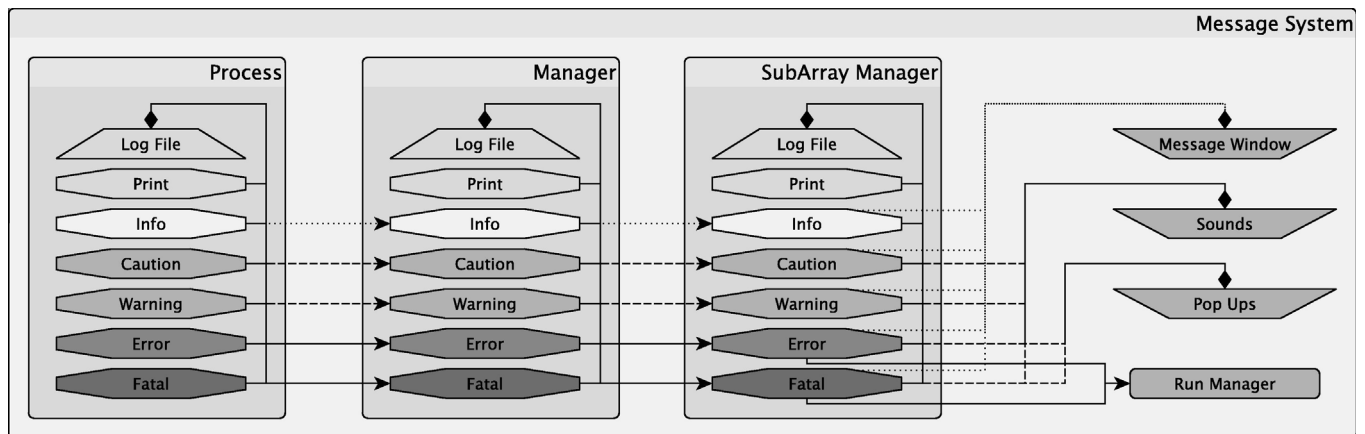 Message System
Process
Log File
Print
Info
Caution
Warning
Error
Fatal
Manager
Log File
Print
Info
Caution
Warning
Error
Fatal
SubArray Manager
Log File
Print
Info
Caution
Warning
Error
Fatal
Message Window
Sounds
Pop Ups
Run Manager